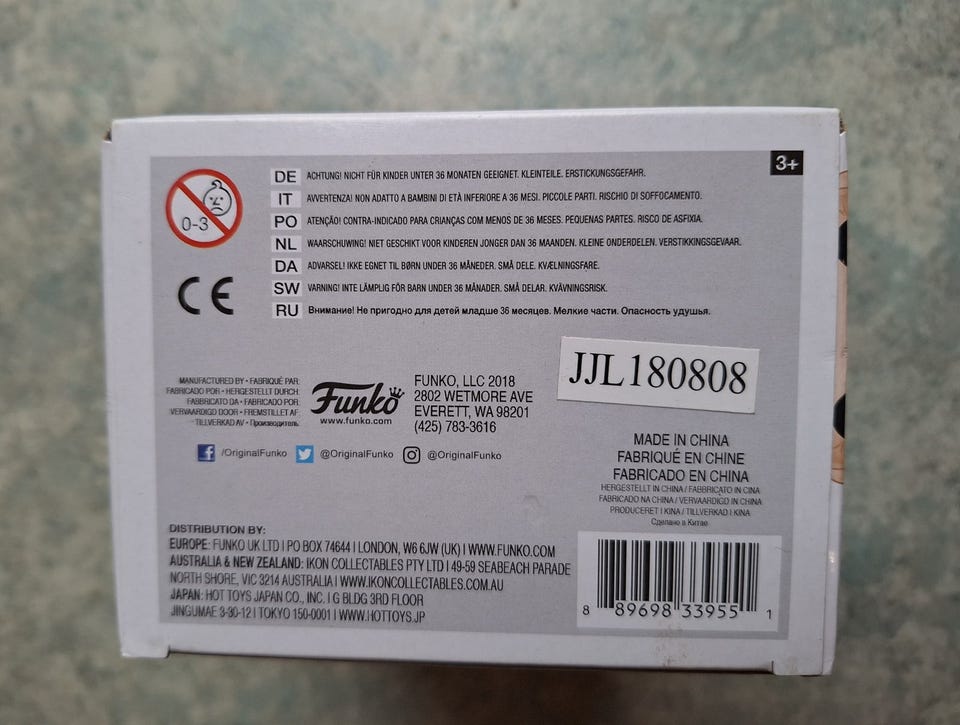 3+
0-3
DE ACHTUNG! NICHT FÜR KINDER UNTER 36 MONATEN GEEIGNET. KLEINTEILE. ERSTICKUNGSGEFAHR.
IT AVVERTENZA! NON ADATTO A BAMBINI DI ETÀ INFERIORE A 36 MESI. PICCOLE PARTI. RISCHIO DI SOFFOCAMENTO.
PO ATENÇÃO! CONTRA-INDICADO PARA CRIANÇAS COM MENOS DE 36 MESES. PEQUENAS PARTES. RISCO DE ASFIXIA.
NL WAARSCHUWING! NIET GESCHIKT VOOR KINDEREN JONGER DAN 36 MAANDEN. KLEINE ONDERDELEN. VERSTIKKINGSGEVAAR.
DA ADVARSEL! IKKE EGNET TIL BØRN UNDER 36 MÅNEDER. SMÅ DELE. KVÆLNINGSFARE.
SW VARNING! INTE LÄMPLIG FÖR BARN UNDER 36 MÅNADER. SMÅ DELAR. KVÄVNINGSRISK.
RU Внимание! Не пригодно для детей младше 36 месяцев. Мелкие части. Опасность удушья.
CE
JJL180808
MANUFACTURED BY • FABRIQUÉ PAR:
FABRICADO POR • HERGESTELLT DURCH:
FABBRICATO DA • FABRICADO POR:
VERVAARDIGD DOOR • FREMSTILLET AF:
TILLVERKAD AV • Производитель:
Funko
www.funko.com
FUNKO, LLC 2018
2802 WETMORE AVE
EVERETT, WA 98201
(425) 783-3616
/OriginalFunko @OriginalFunko @OriginalFunko
MADE IN CHINA
FABRIQUÉ EN CHINE
FABRICADO EN CHINA
HERGESTELLT IN CHINA / FABBRICATO IN CINA
FABRICADO NA CHINA / VERVAARDIGD IN CHINA
PRODUCERET I KINA / TILLVERKAD I KINA
Сделано в Китае
DISTRIBUTION BY:
EUROPE: FUNKO UK LTD | PO BOX 74644 | LONDON, W6 6JW (UK) | WWW.FUNKO.COM
AUSTRALIA & NEW ZEALAND: IKON COLLECTABLES PTY LTD | 49-59 SEABEACH PARADE
NORTH SHORE, VIC 3214 AUSTRALIA | WWW.IKONCOLLECTABLES.COM.AU
JAPAN: HOT TOYS JAPAN CO., INC. | G BLDG 3RD FLOOR
JINGUMAE 3-30-12 | TOKYO 150-0001 | WWW.HOTTOYS.JP
8 89698 33955 1